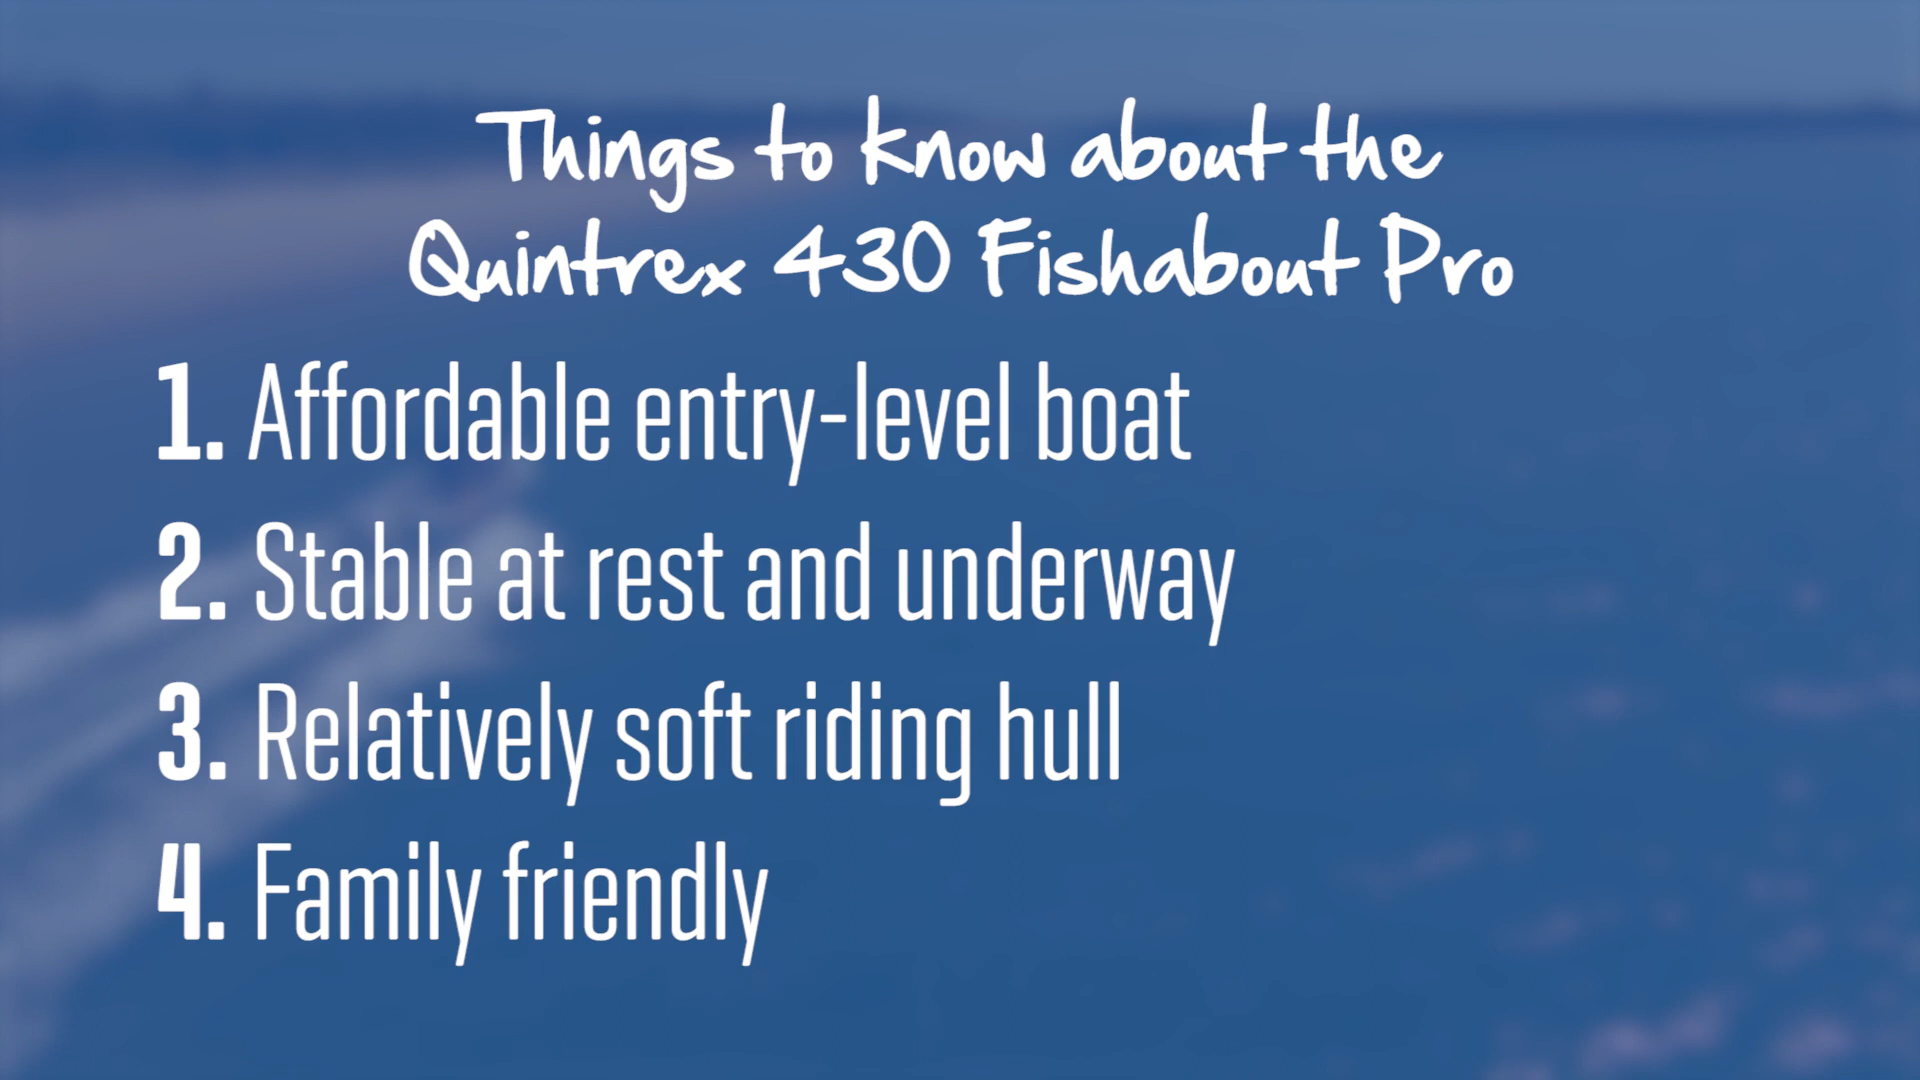 Things to know about the
Quintrex 430 Fishabout Pro
1. Affordable entry-level boat
2. Stable at rest and underway
3. Relatively soft riding hull
4. Family friendly